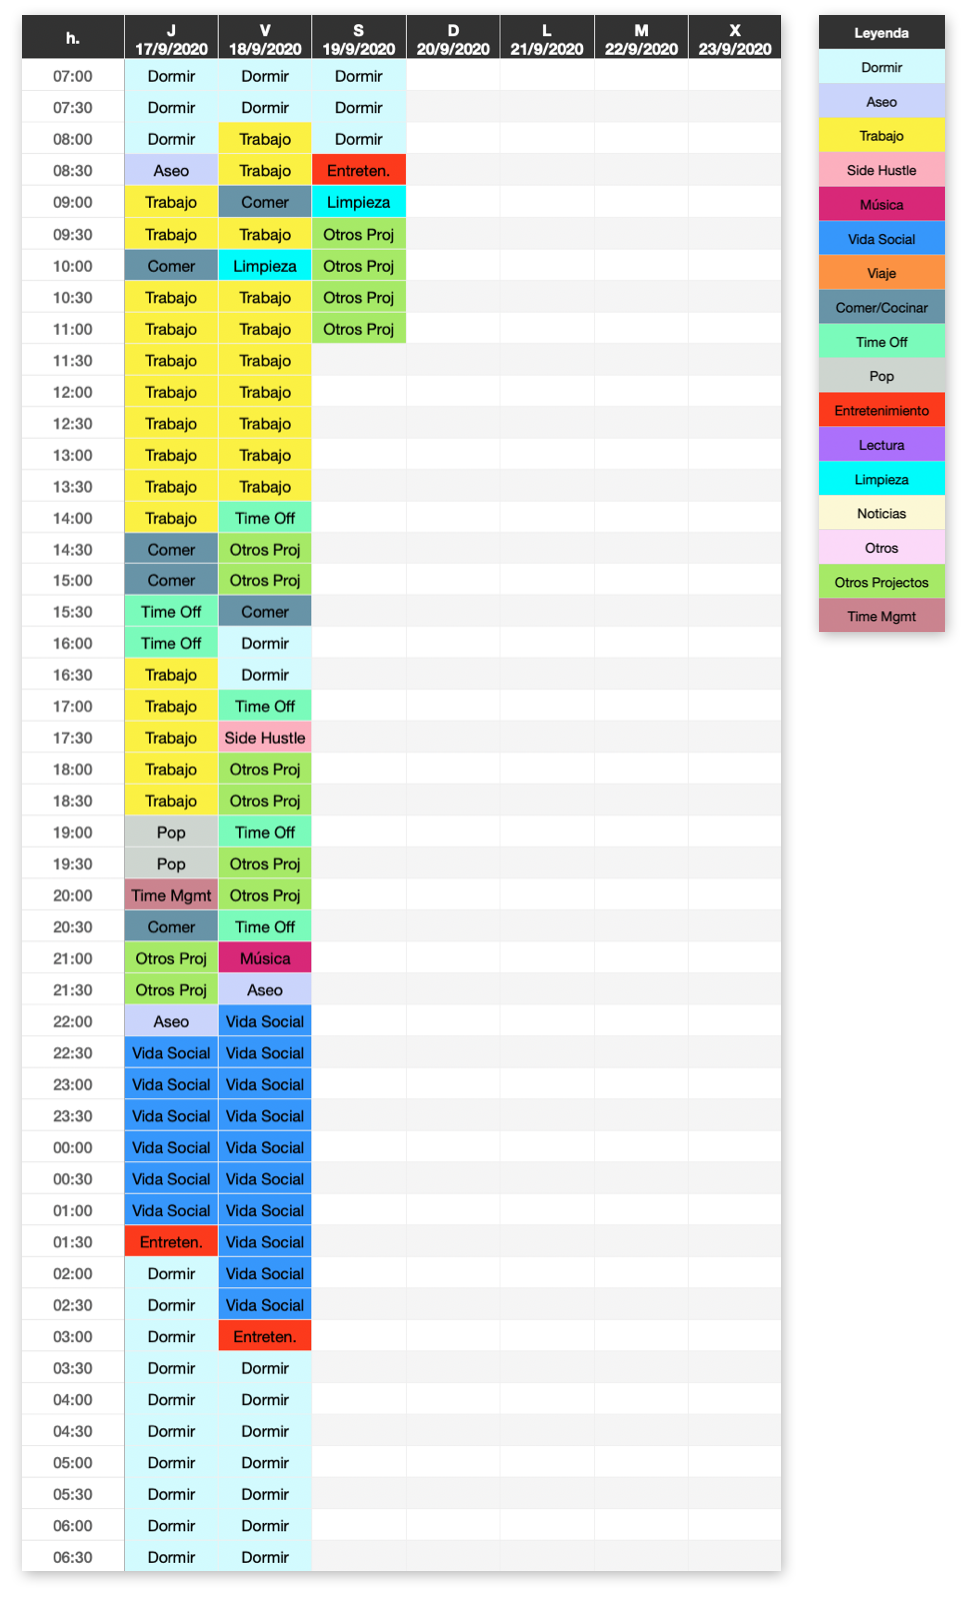 h. J V S D L M X
17/9/2020 18/9/2020 19/9/2020 20/9/2020 21/9/2020 22/9/2020 23/9/2020
07:00 Dormir Dormir Dormir
07:30 Dormir Dormir Dormir
08:00 Dormir Trabajo Dormir
08:30 Aseo Trabajo Entreten.
09:00 Trabajo Comer Limpieza
09:30 Trabajo Trabajo Otros Proj
10:00 Comer Limpieza Otros Proj
10:30 Trabajo Trabajo Otros Proj
11:00 Trabajo Trabajo Otros Proj
11:30 Trabajo Trabajo
12:00 Trabajo Trabajo
12:30 Trabajo Trabajo
13:00 Trabajo Trabajo
13:30 Trabajo Trabajo
14:00 Trabajo Time Off
14:30 Comer Otros Proj
15:00 Comer Otros Proj
15:30 Time Off Comer
16:00 Time Off Dormir
16:30 Trabajo Dormir
17:00 Trabajo Time Off
17:30 Trabajo Side Hustle
18:00 Trabajo Otros Proj
18:30 Trabajo Otros Proj
19:00 Pop Time Off
19:30 Pop Otros Proj
20:00 Time Mgmt Otros Proj
20:30 Comer Time Off
21:00 Otros Proj Música
21:30 Otros Proj Aseo
22:00 Aseo Vida Social
22:30 Vida Social Vida Social
23:00 Vida Social Vida Social
23:30 Vida Social Vida Social
00:00 Vida Social Vida Social
00:30 Vida Social Vida Social
01:00 Vida Social Vida Social
01:30 Entreten. Vida Social
02:00 Dormir Vida Social
02:30 Dormir Vida Social
03:00 Dormir Entreten.
03:30 Dormir Dormir
04:00 Dormir Dormir
04:30 Dormir Dormir
05:00 Dormir Dormir
05:30 Dormir Dormir
06:00 Dormir Dormir
06:30 Dormir Dormir
Leyenda
Dormir
Aseo
Trabajo
Side Hustle
Música
Vida Social
Viaje
Comer/Cocinar
Time Off
Pop
Entretenimiento
Lectura
Limpieza
Noticias
Otros
Otros Projectos
Time Mgmt